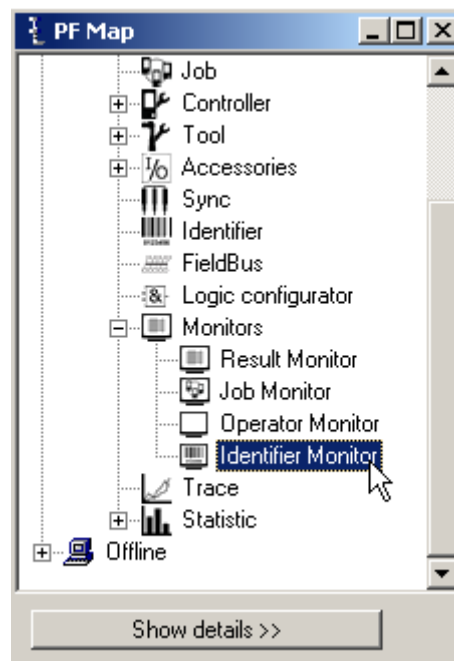 PF Map
Job
Controller
Tool
I/O Accessories
Sync
Identifier
FieldBus
& Logic configurator
Monitors
Result Monitor
Job Monitor
Operator Monitor
Identifier Monitor
Trace
Statistic
Offline
Show details >>